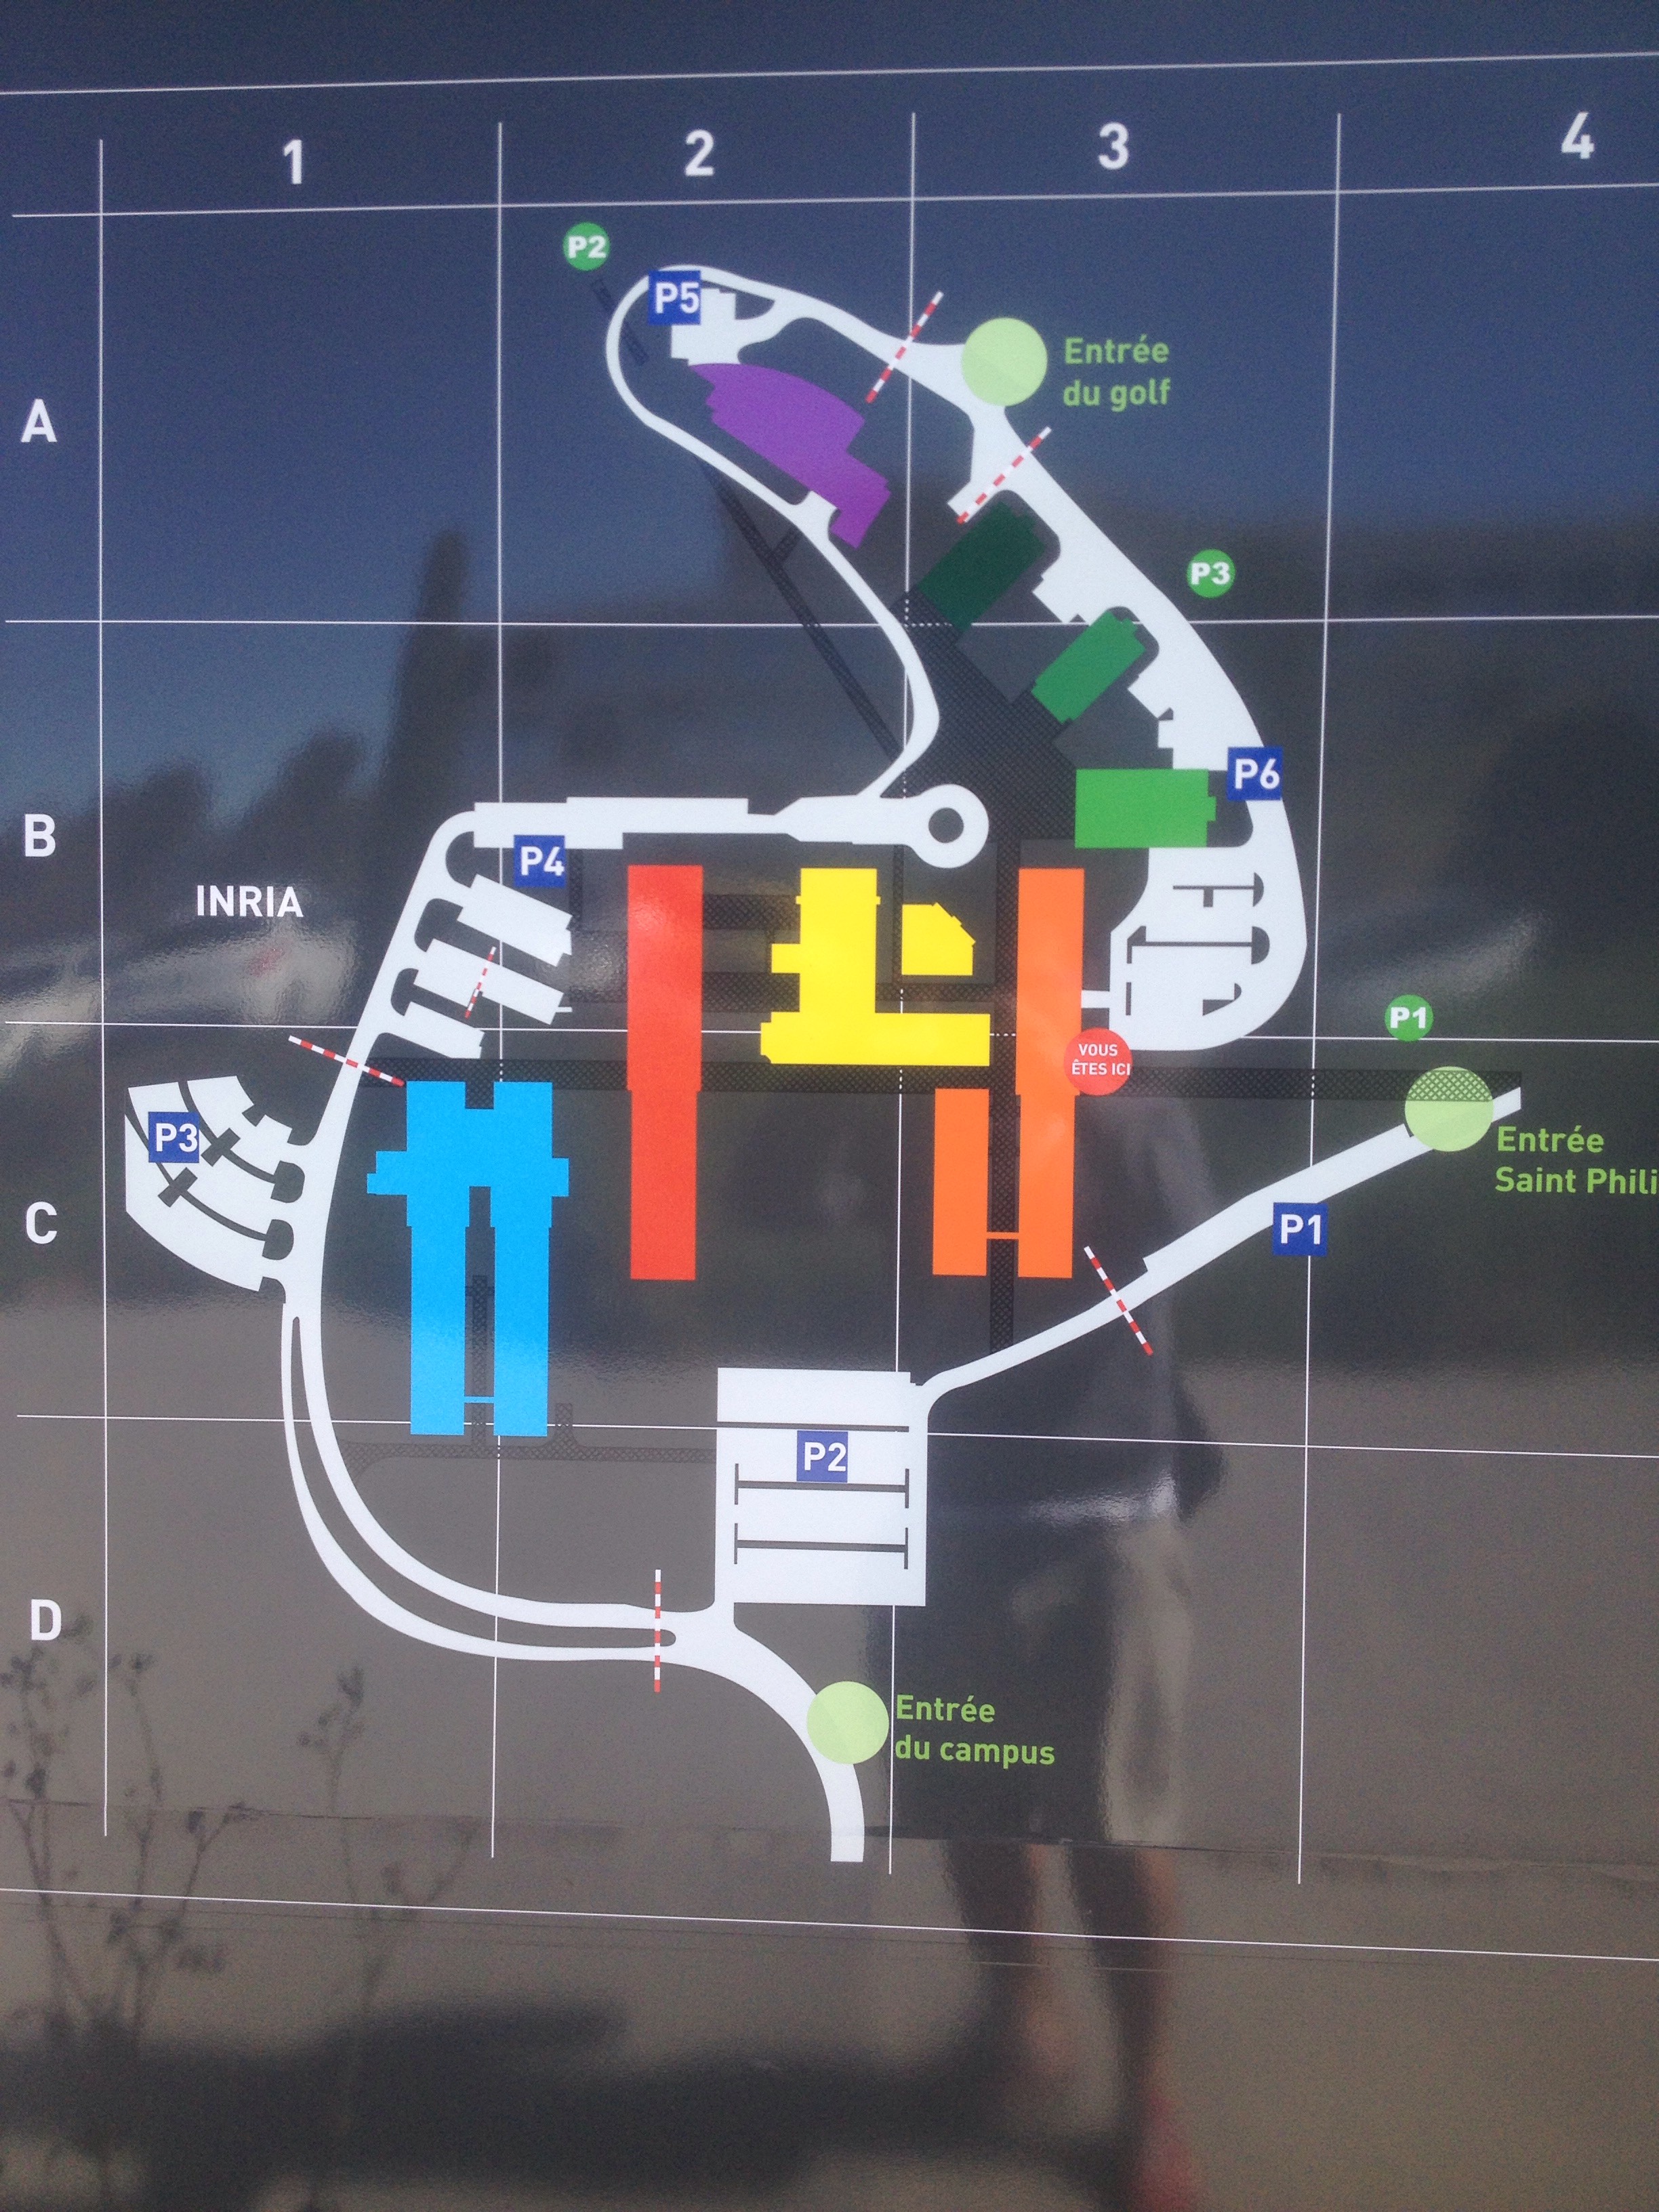 1
2
3
4
P2
P5
Entrée
du golf
A
P3
P6
B
P4
INRIA
P1
VOUS
ÊTES ICI
P3
Entrée
Saint Phili
C
P1
P2
D
Entrée
du campus